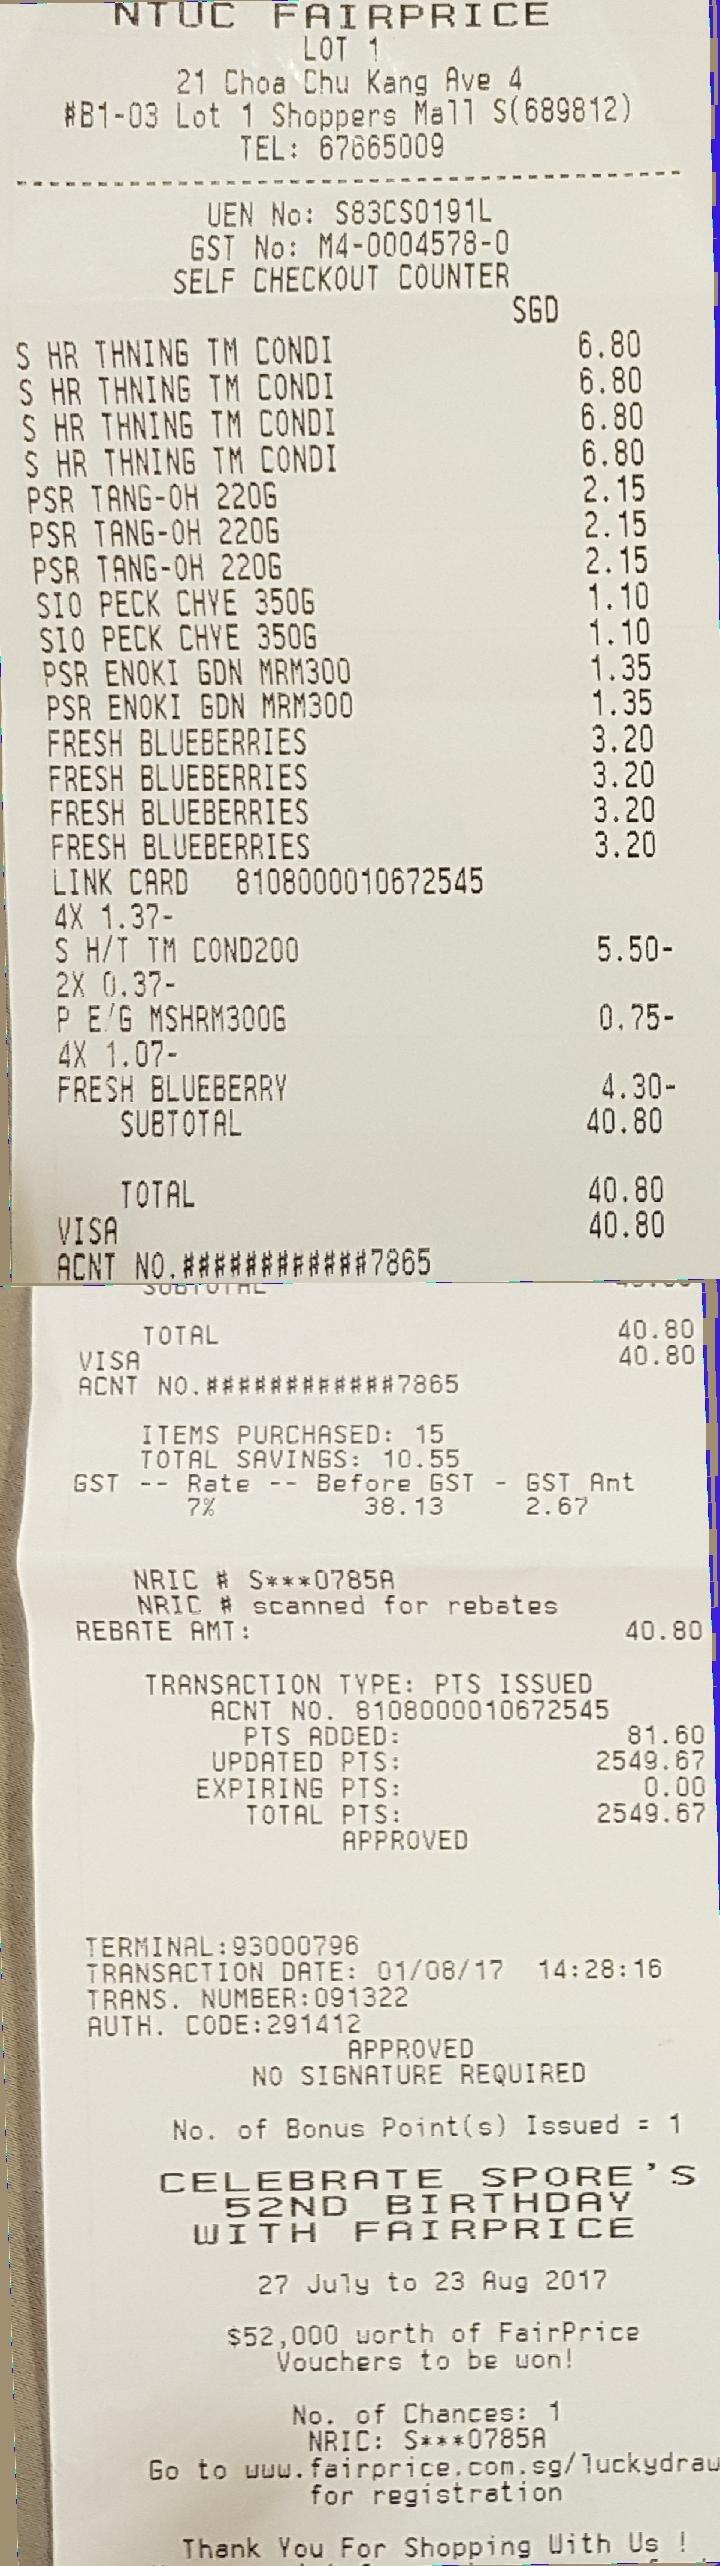 NTUC FAIRPRICE
LOT 1
21 Choa Chu Kang Ave 4
#B1-03 Lot 1 Shoppers Mall S(689812)
TEL: 67665009
------------------------------------------
UEN No: S83CS0191L
GST No: M4-0004578-0
SELF CHECKOUT COUNTER
SGD
S HR THNING TM CONDI 6.80
S HR THNING TM CONDI 6.80
S HR THNING TM CONDI 6.80
S HR THNING TM CONDI 6.80
PSR TANG-OH 220G 2.15
PSR TANG-OH 220G 2.15
PSR TANG-OH 220G 2.15
SIO PECK CHYE 350G 1.10
SIO PECK CHYE 350G 1.10
PSR ENOKI GDN MRM300 1.35
PSR ENOKI GDN MRM300 1.35
FRESH BLUEBERRIES 3.20
FRESH BLUEBERRIES 3.20
FRESH BLUEBERRIES 3.20
FRESH BLUEBERRIES 3.20
LINK CARD 8108000010672545
4X 1.37-
S H/T TM COND200 5.50-
2X 0.37-
P E/G MSHRM300G 0.75-
4X 1.07-
FRESH BLUEBERRY 4.30-
SUBTOTAL 40.80
TOTAL 40.80
VISA 40.80
ACNT NO.############7865
SUBTOTAL
TOTAL 40.80
VISA 40.80
ACNT NO.############7865
ITEMS PURCHASED: 15
TOTAL SAVINGS: 10.55
GST -- Rate -- Before GST - GST Amt
7% 38.13 2.67
NRIC # S***0785A
NRIC # scanned for rebates
REBATE AMT: 40.80
TRANSACTION TYPE: PTS ISSUED
ACNT NO. 8108000010672545
PTS ADDED: 81.60
UPDATED PTS: 2549.67
EXPIRING PTS: 0.00
TOTAL PTS: 2549.67
APPROVED
TERMINAL:93000796
TRANSACTION DATE: 01/08/17 14:28:16
TRANS. NUMBER:091322
AUTH. CODE:291412
APPROVED
NO SIGNATURE REQUIRED
No. of Bonus Point(s) Issued = 1
CELEBRATE SPORE'S
52ND BIRTHDAY
WITH FAIRPRICE
27 July to 23 Aug 2017
$52,000 worth of FairPrice
Vouchers to be won!
No. of Chances: 1
NRIC: S***0785A
Go to www.fairprice.com.sg/luckydraw
for registration
Thank You For Shopping With Us !